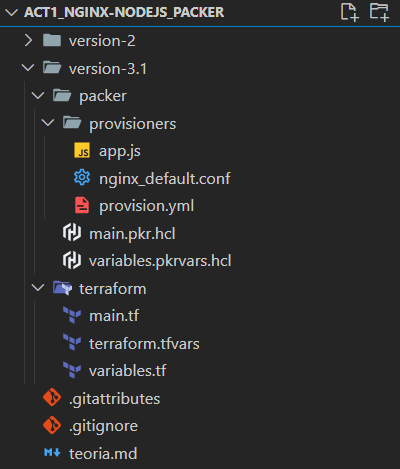 ACT1_NGINX-NODEJS_PACKER
version-2
version-3.1
packer
provisioners
JS app.js
nginx_default.conf
provision.yml
main.pkr.hcl
variables.pkrvars.hcl
terraform
main.tf
terraform.tfvars
variables.tf
.gitattributes
.gitignore
teoria.md